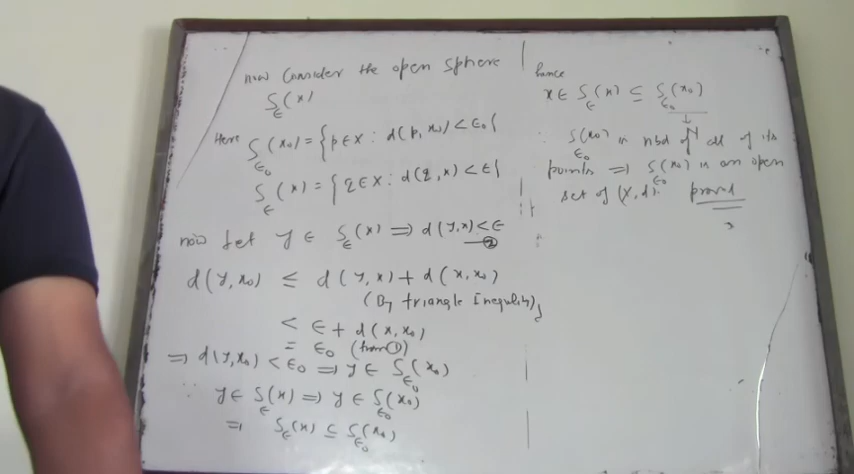 now Consider the open sphere
S_ϵ(x)
Here S_ϵ₀(x₀) = {p ∈ X : d(p, x₀) < ϵ₀}
S_ϵ(x) = {q ∈ X : d(q, x) < ϵ}
now let y ∈ S_ϵ(x) ⇒ d(y,x) < ϵ
②
d(y, x₀) ≤ d(y, x) + d(x, x₀)
(By triangle Inequality)
< ϵ + d(x, x₀)
= ϵ₀ (from ①)
⇒ d(y, x₀) < ϵ₀ ⇒ y ∈ S_ϵ₀(x₀)
∴ y ∈ S_ϵ(x) ⇒ y ∈ S_ϵ₀(x₀)
⇒ S_ϵ(x) ⊆ S_ϵ₀(x₀)
hence
x ∈ S_ϵ(x) ⊆ S_ϵ₀(x₀)
↓
∴ S_ϵ₀(x₀) is nbd of all of its
points ⇒ S_ϵ₀(x₀) is an open
set of (X, d). proved